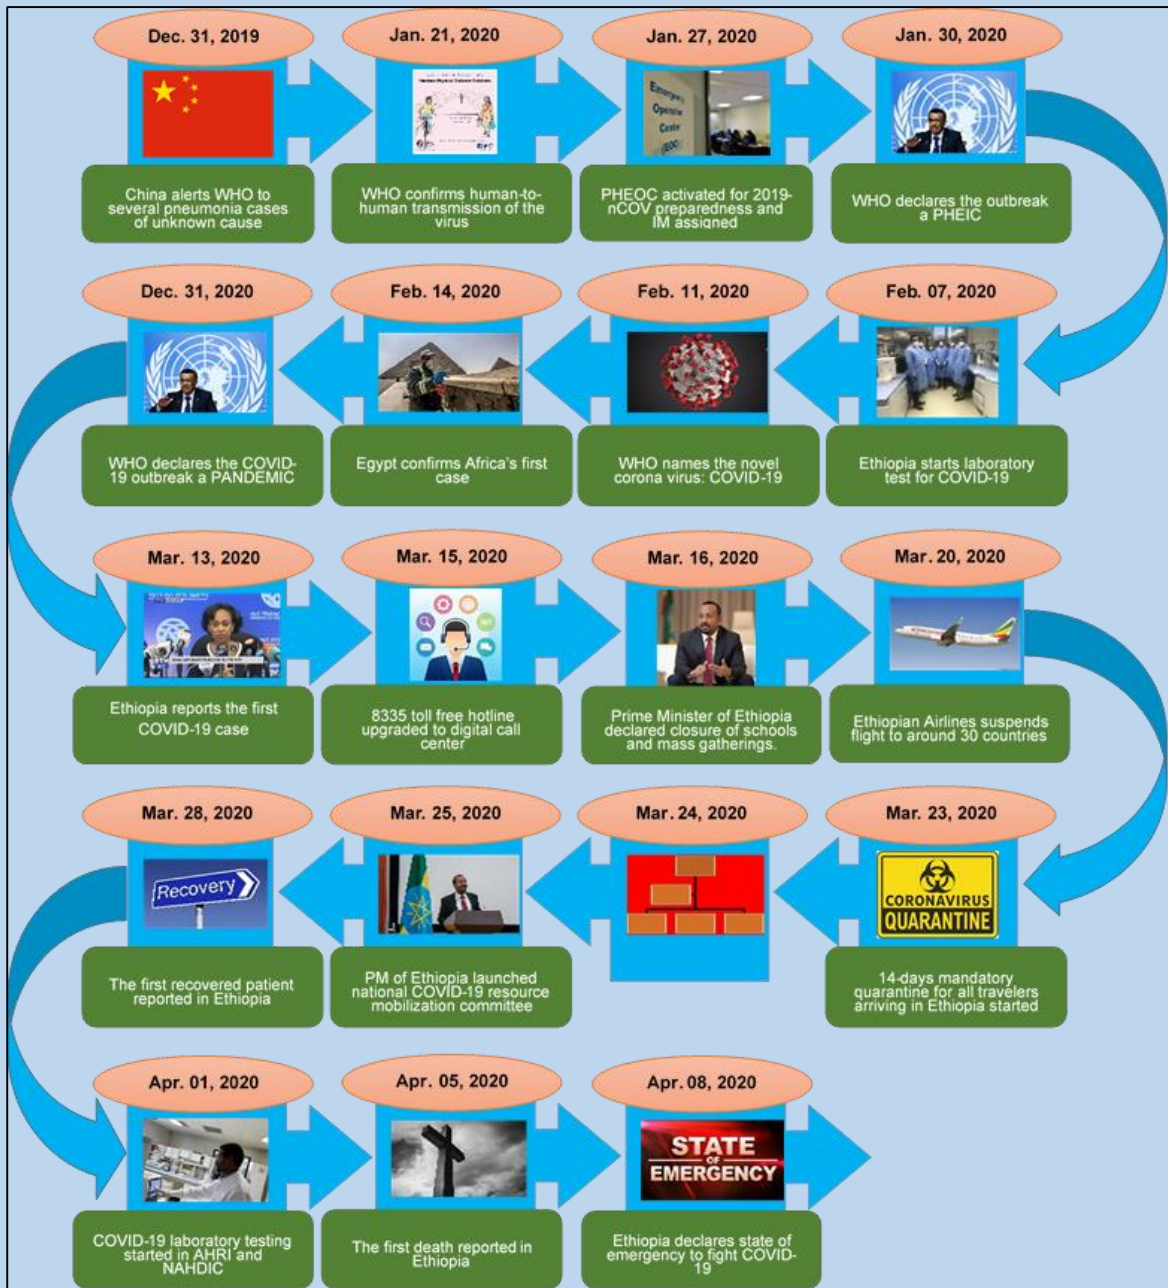 Dec. 31, 2019
China alerts WHO to
several pneumonia cases
of unknown cause
Jan. 21, 2020
WHO confirms human-to-
human transmission of the
virus
Jan. 27, 2020
Emergency
Operation
Center
(EOC)
PHEOC activated for 2019-
nCOV preparedness and
IM assigned
Jan. 30, 2020
WHO declares the outbreak
a PHEIC
Feb. 07, 2020
Ethiopia starts laboratory
test for COVID-19
Feb. 11, 2020
WHO names the novel
corona virus: COVID-19
Feb. 14, 2020
Egypt confirms Africa's first
case
Dec. 31, 2020
WHO declares the COVID-
19 outbreak a PANDEMIC
Mar. 13, 2020
Ethiopia reports the first
COVID-19 case
Mar. 15, 2020
8335 toll free hotline
upgraded to digital call
center
Mar. 16, 2020
Prime Minister of Ethiopia
declared closure of schools
and mass gatherings.
Mar. 20, 2020
Ethiopian Airlines suspends
flight to around 30 countries
Mar. 23, 2020
CORONAVIRUS
QUARANTINE
14-days mandatory
quarantine for all travelers
arriving in Ethiopia started
Mar. 24, 2020
Mar. 25, 2020
PM of Ethiopia launched
national COVID-19 resource
mobilization committee
Mar. 28, 2020
Recovery
The first recovered patient
reported in Ethiopia
Apr. 01, 2020
COVID-19 laboratory testing
started in AHRI and
NAHDIC
Apr. 05, 2020
The first death reported in
Ethiopia
Apr. 08, 2020
STATE
OF
EMERGENCY
Ethiopia declares state of
emergency to fight COVID-
19